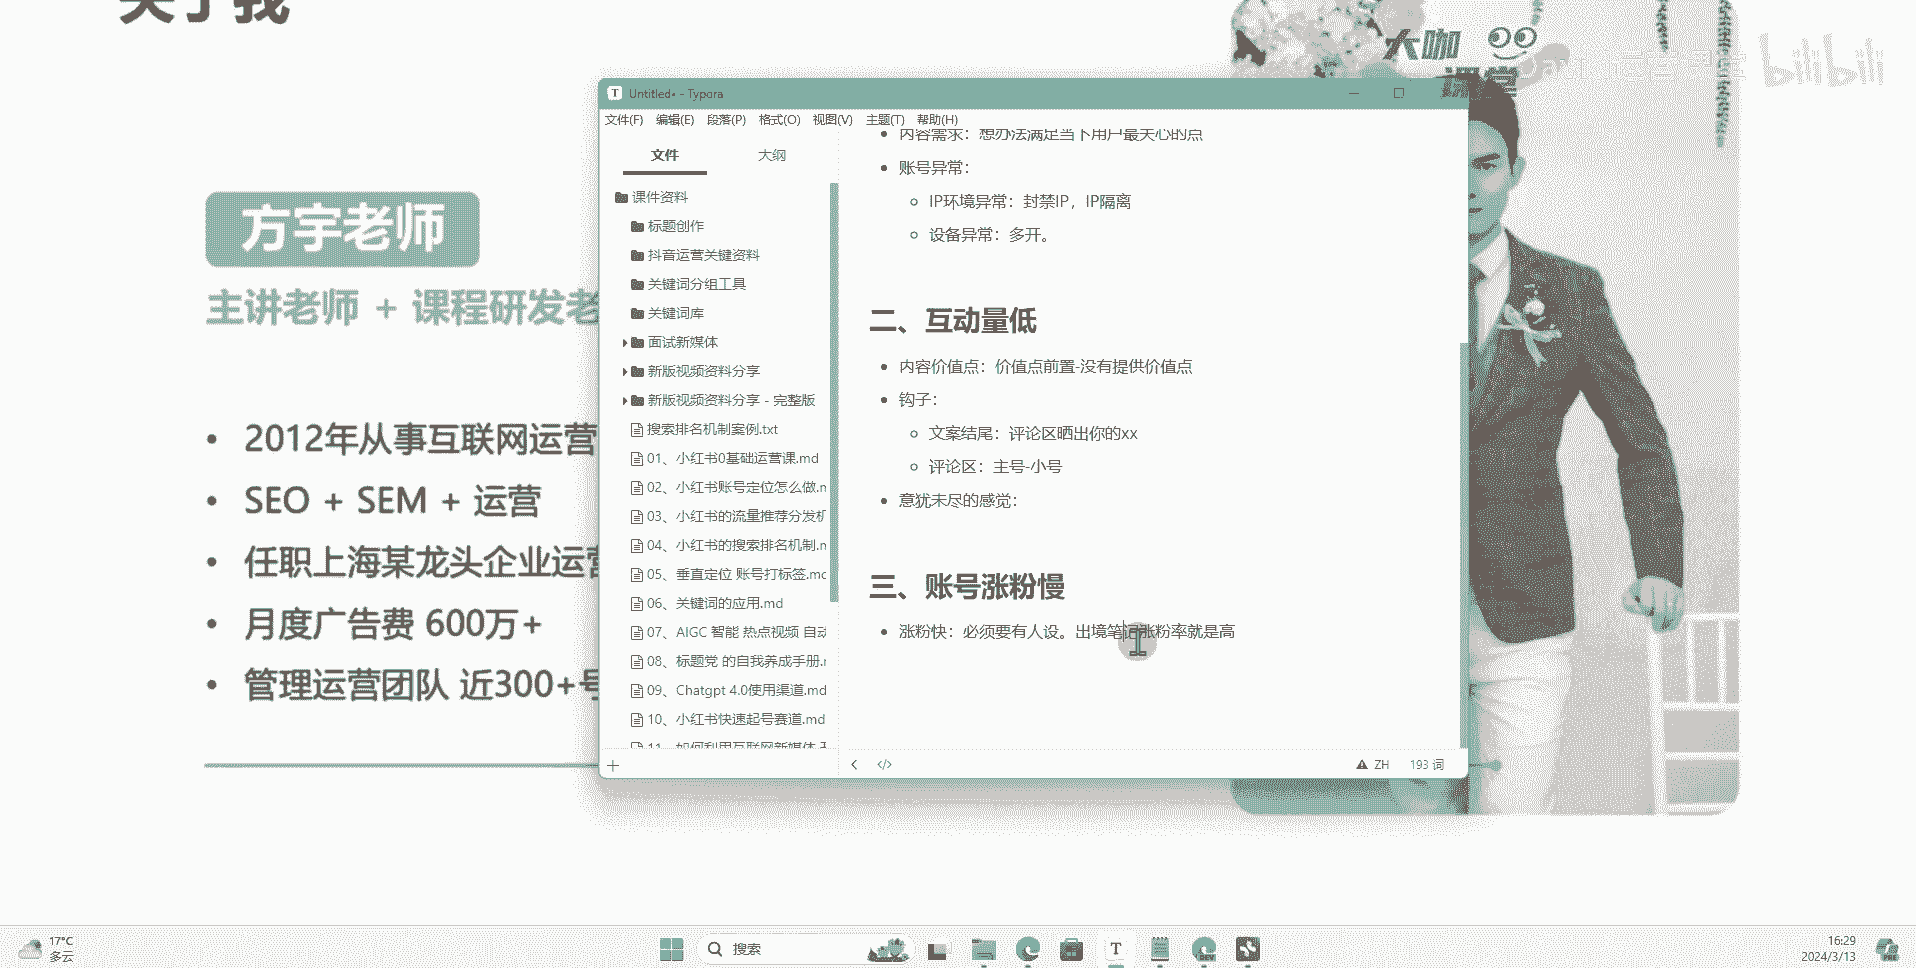 关于我
大咖
课堂
bilibili
方宇老师
主讲老师 + 课程研发老
• 2012年从事互联网运营
• SEO + SEM + 运营
• 任职上海某龙头企业运营
• 月度广告费 600万+
• 管理运营团队 近300+号
Untitled• - Typora
文件(F) 编辑(E) 段落(P) 格式(O) 视图(V) 主题(T) 帮助(H)
文件 大纲
课件资料
标题创作
抖音运营关键资料
关键词分组工具
关键词库
面试新媒体
新版视频资料分享
新版视频资料分享 - 完整版
搜索排名机制案例.txt
01、小红书0基础运营课.md
02、小红书账号定位怎么做.m
03、小红书的流量推荐分发机
04、小红书的搜索排名机制.m
05、垂直定位 账号打标签.mc
06、关键词的应用.md
07、AIGC 智能 热点视频 自动
08、标题党 的自我养成手册.r
09、Chatgpt 4.0使用渠道.md
10、小红书快速起号赛道.md
11、如何利用互联网新媒体
• 内容需求：想办法满足当下用户最关心的点
• 账号异常：
○ IP环境异常：封禁IP，IP隔离
○ 设备异常：多开。
二、互动量低
• 内容价值点：价值点前置-没有提供价值点
• 钩子：
○ 文案结尾：评论区晒出你的xx
○ 评论区：主号-小号
• 意犹未尽的感觉：
三、账号涨粉慢
• 涨粉快：必须要有人设。出境笔记涨粉率就是高
ZH 193 词
17°C
多云
搜索
16:29
2024/3/13